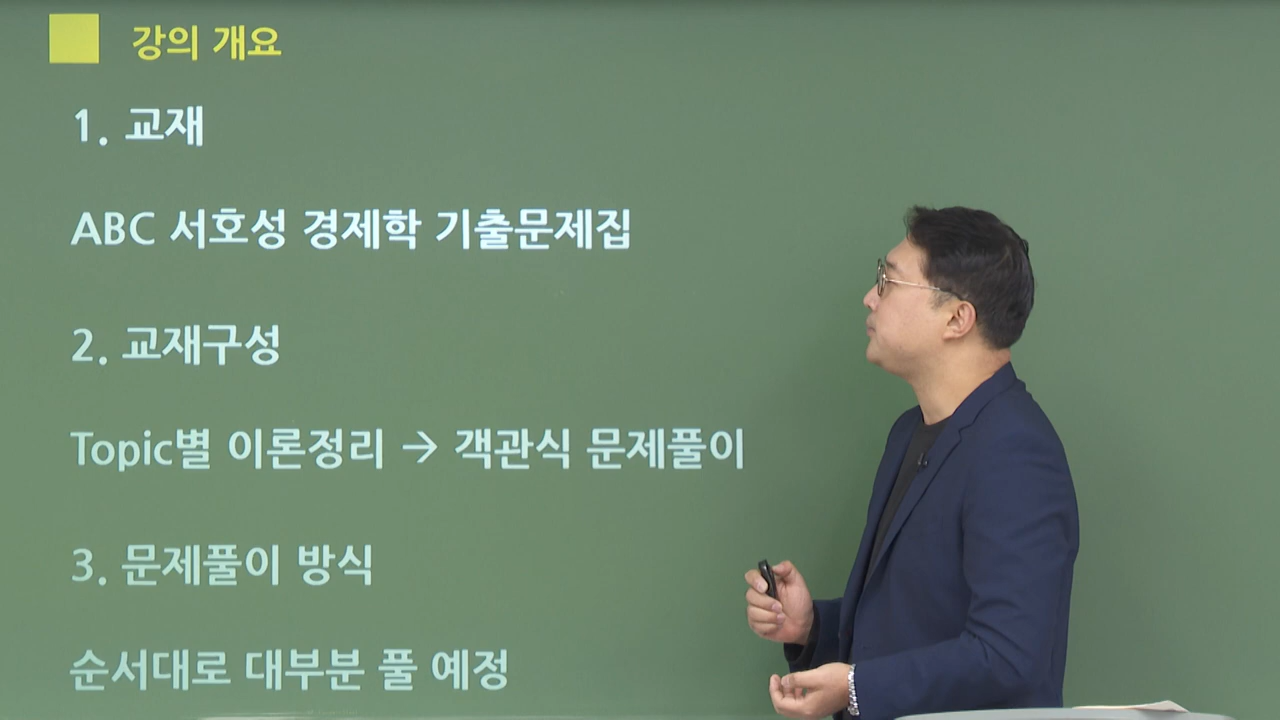 강의 개요
1. 교재
ABC 서호성 경제학 기출문제집
2. 교재구성
Topic별 이론정리 → 객관식 문제풀이
3. 문제풀이 방식
순서대로 대부분 풀 예정